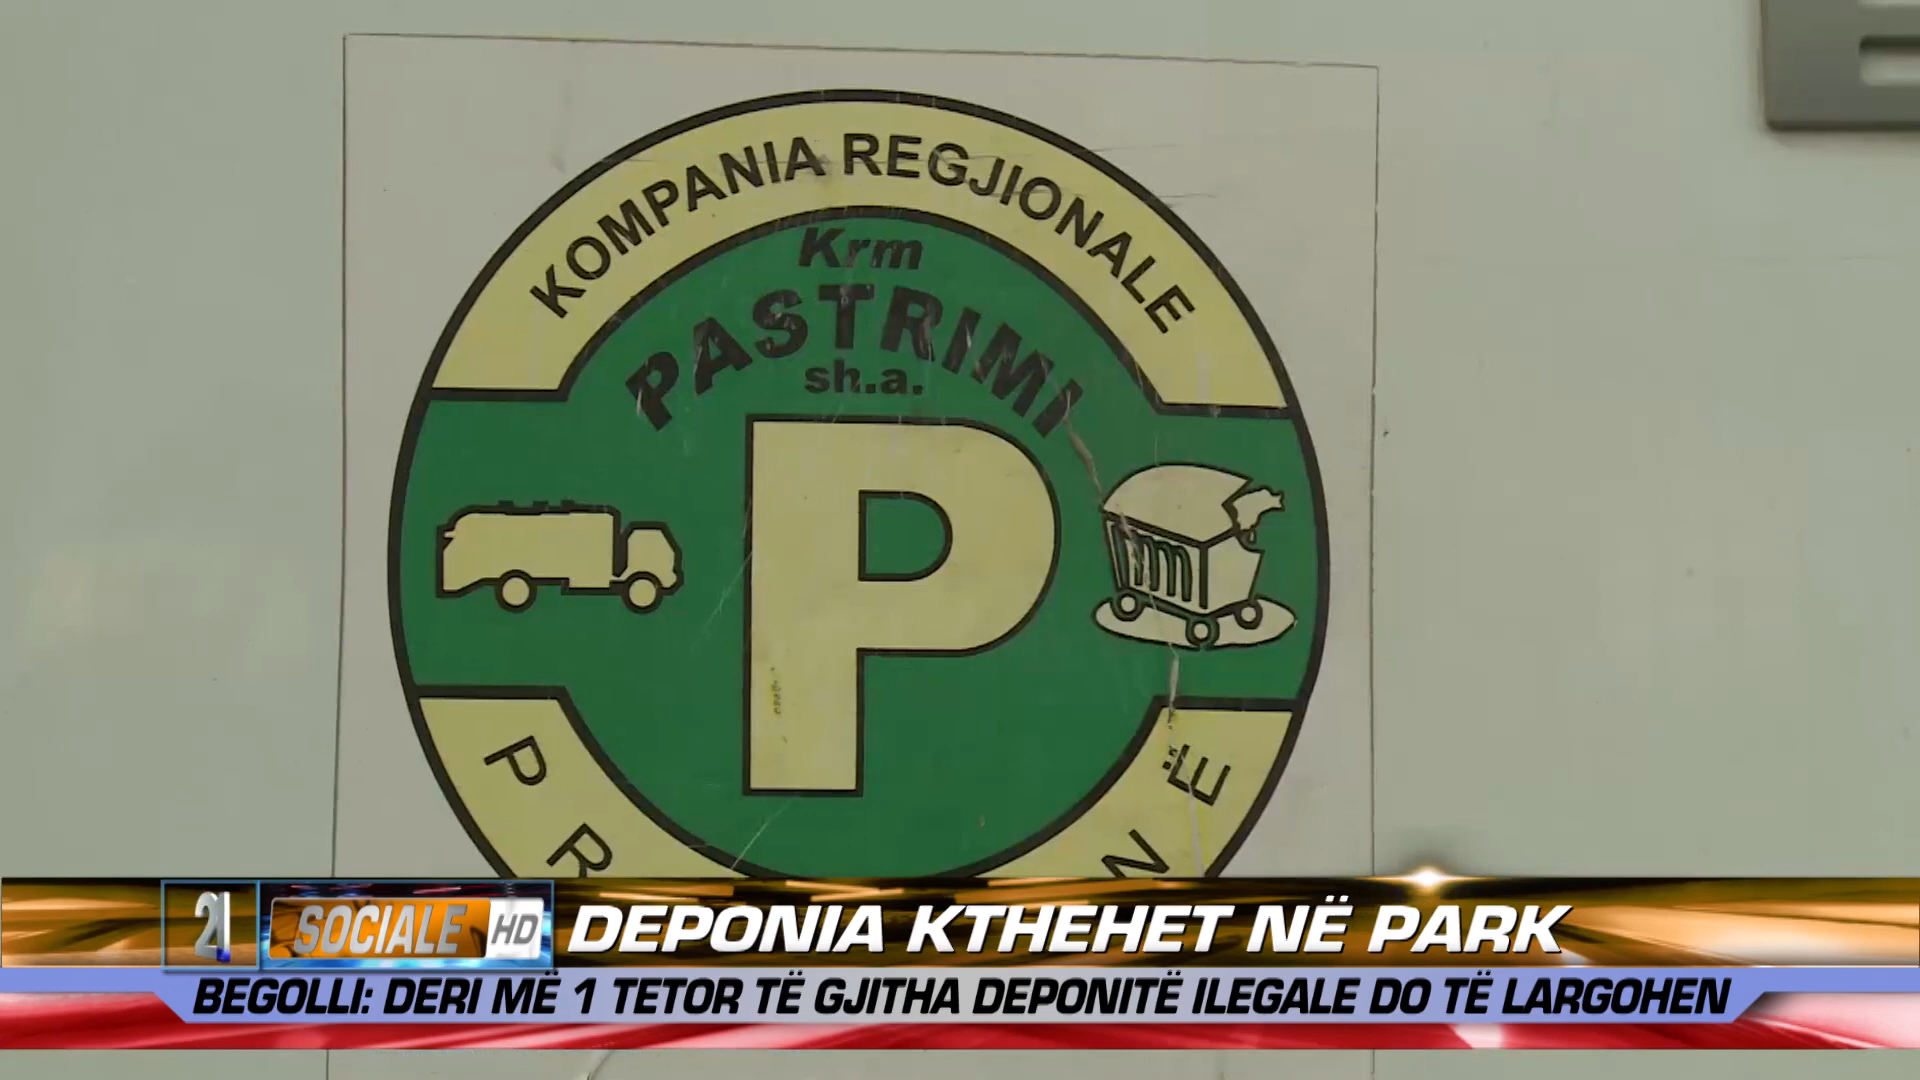 KOMPANIA REGJIONALE
Krm
PASTRIMI
sh.a.
P
21 SOCIALE HD DEPONIA KTHEHET NË PARK
BEGOLLI: DERI MË 1 TETOR TË GJITHA DEPONITË ILEGALE DO TË LARGOHEN